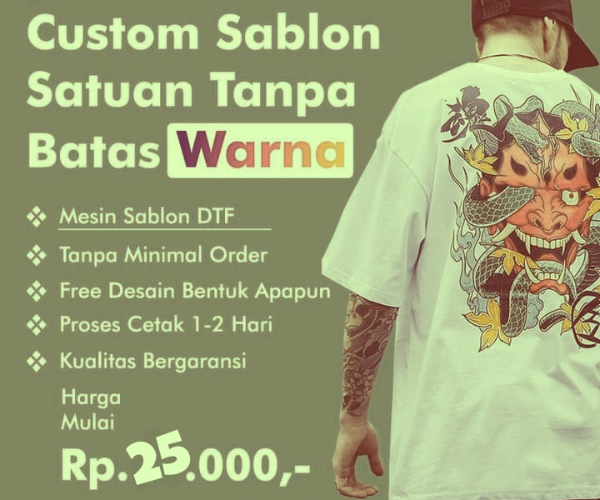 Custom Sablon
Satuan Tanpa
Batas Warna
Mesin Sablon DTF
Tanpa Minimal Order
Free Desain Bentuk Apapun
Proses Cetak 1-2 Hari
Kualitas Bergaransi
Harga
Mulai
Rp.25.000,-